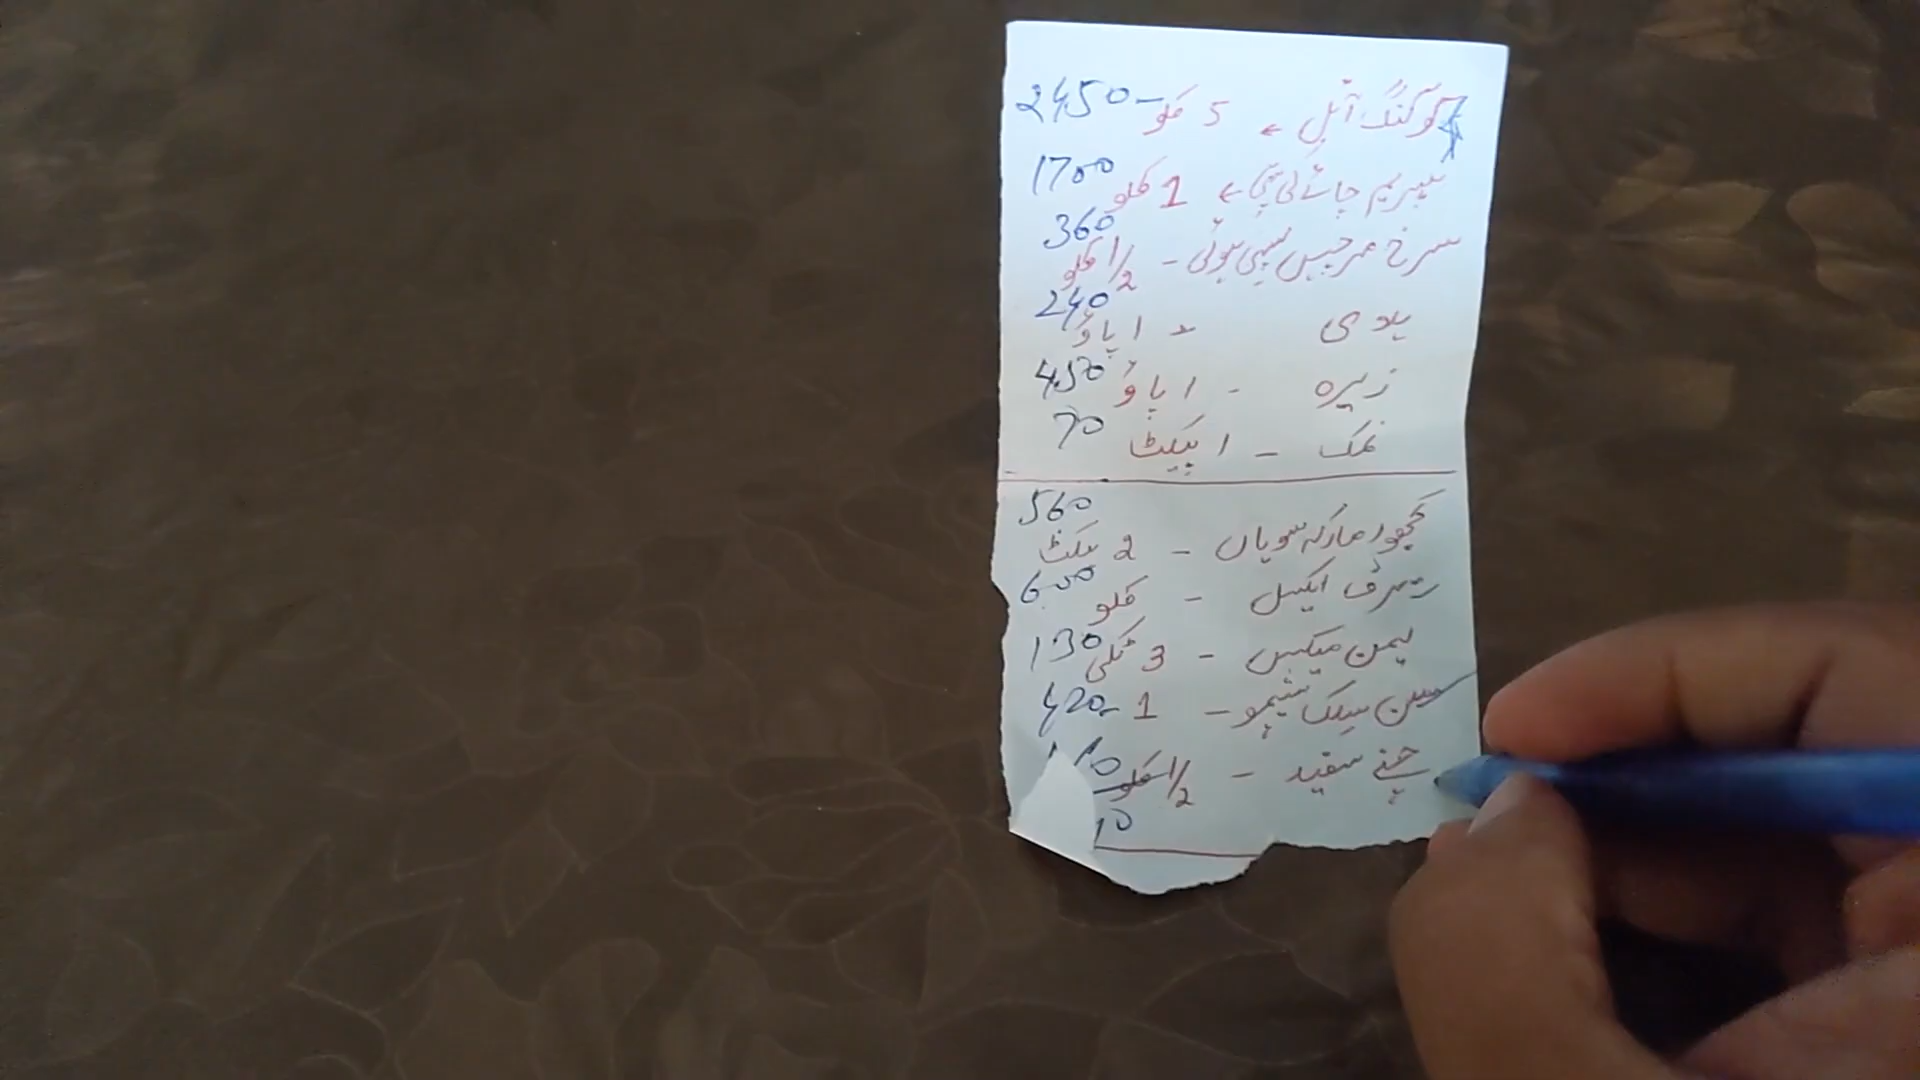 کوکنگ آئل ← 5 کلو - 2450
سپریم چائے کی پتی ← 1 کلو 1700
سرخ مرچیں پسی ہوئی - 1/2 کلو 360
ہلدی - 1 پاؤ 240
زیرہ - 1 پاؤ 450
نمک - 1 پیکیٹ 70
کھجور مارکہ سویاں - 2 پیکٹ 560
سرف ایکسل - کلو 600
لیمن میکس - 3 ٹکی 130
سن سلک شیمپو - 1 - 420
چنے سفید - 1/2 کلو
10